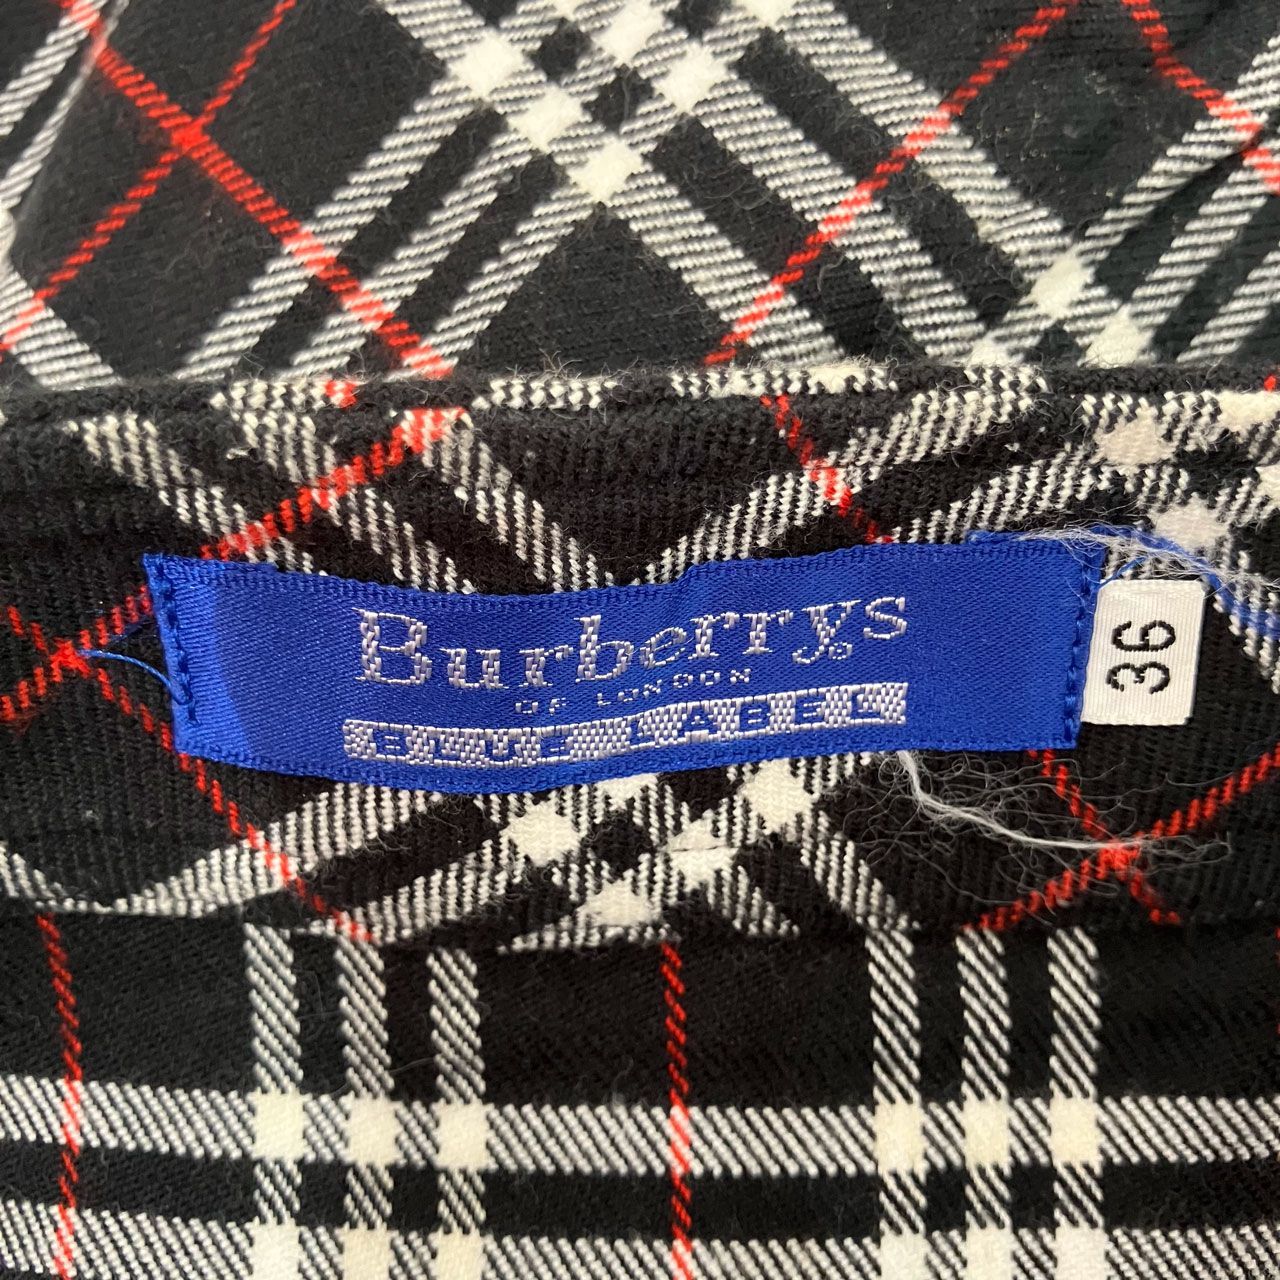 Burberrys
OF LONDON
BLUE LABEL
36